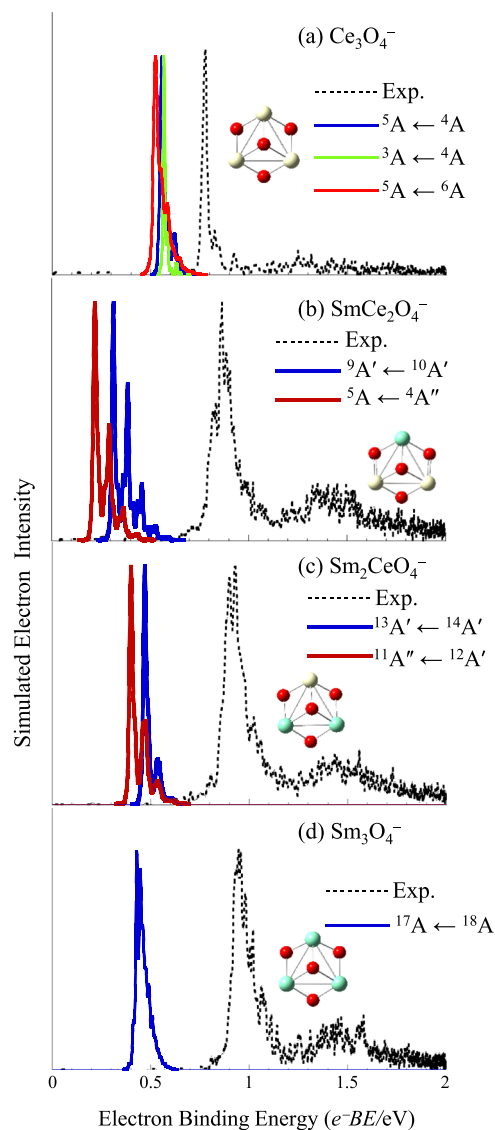 (a) Ce₃O₄⁻
Exp.
⁵A ← ⁴A
³A ← ⁴A
⁵A ← ⁶A
(b) SmCe₂O₄⁻
Exp.
⁹A′ ← ¹⁰A′
⁵A ← ⁴A″
(c) Sm₂CeO₄⁻
Exp.
¹³A′ ← ¹⁴A′
¹¹A″ ← ¹²A′
(d) Sm₃O₄⁻
Exp.
¹⁷A ← ¹⁸A
Simulated Electron Intensity
0 0.5 1 1.5 2
Electron Binding Energy (e⁻BE/eV)